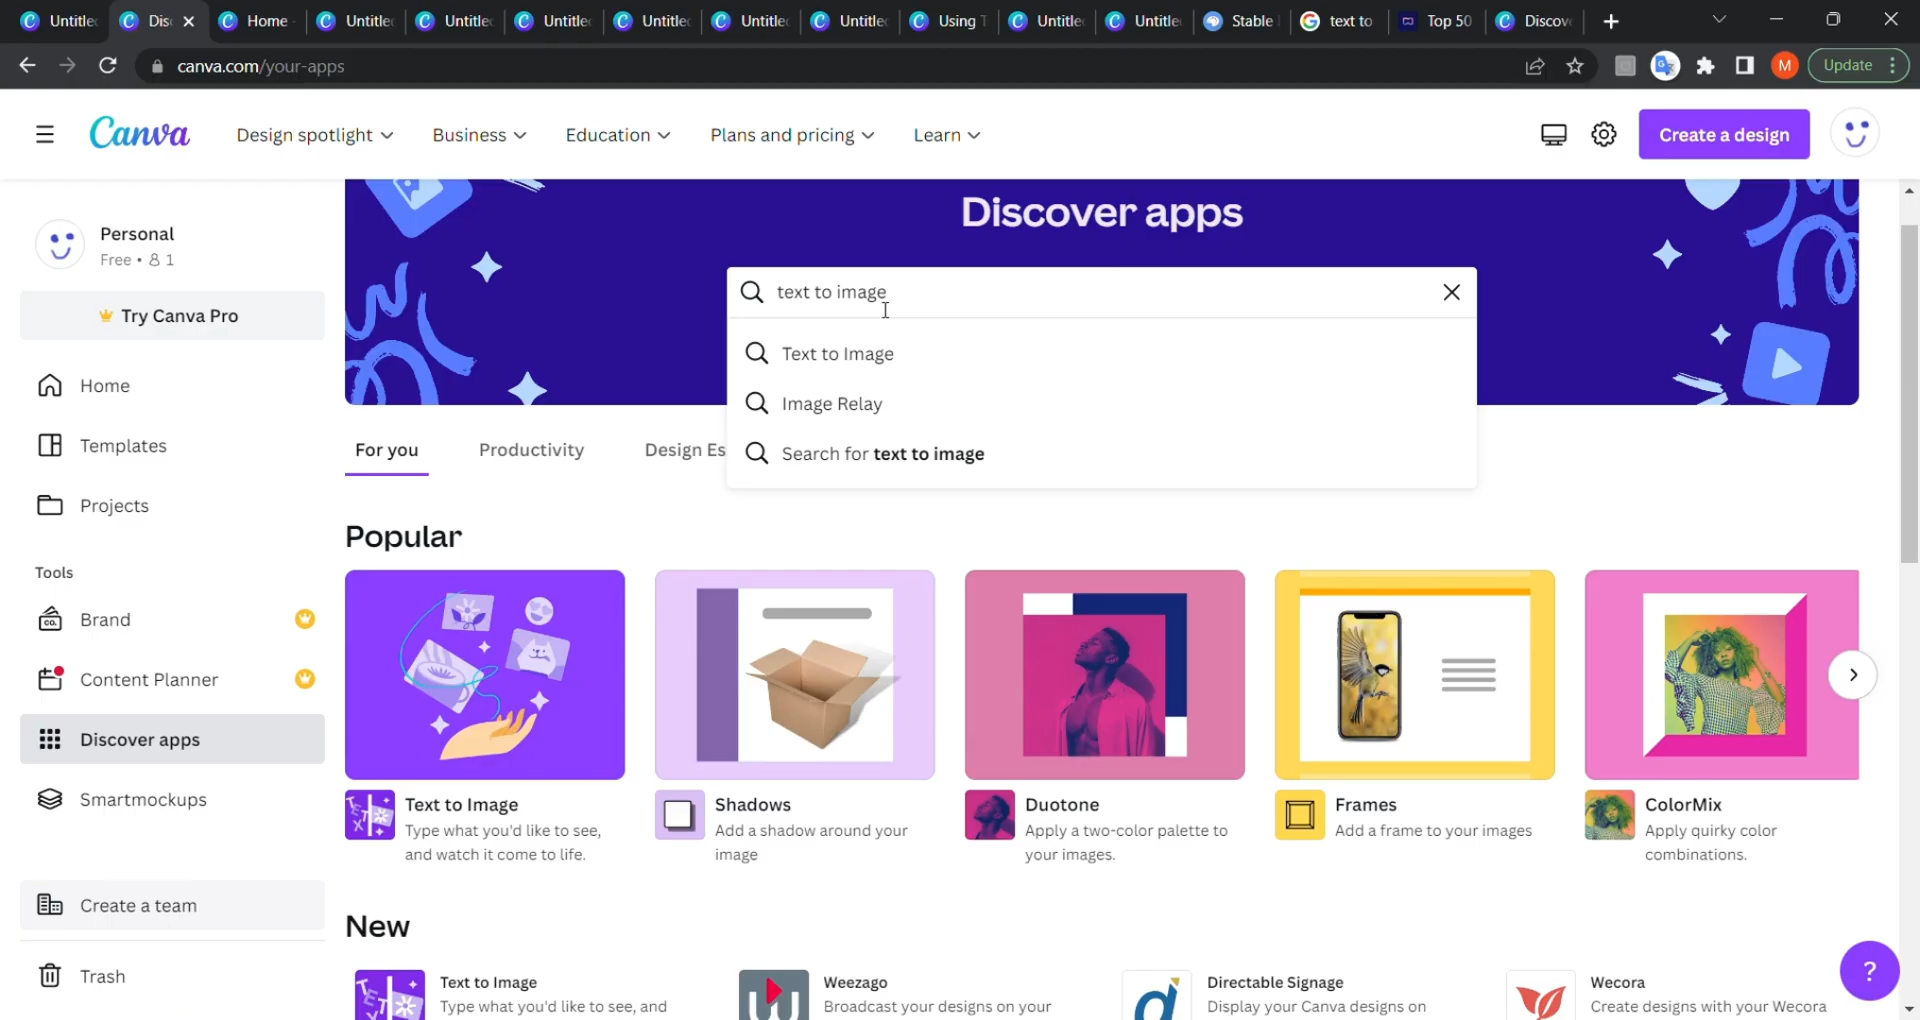 Untitle
Dis
Home
Untitle
Untitle
Untitle
Untitle
Untitle
Untitle
Using T
Untitle
Untitle
Stable
text to
Top 50
Discov
canva.com/your-apps
M
Update
Canva
Design spotlight
Business
Education
Plans and pricing
Learn
Create a design
Personal
Free • 1
Try Canva Pro
Home
Templates
Projects
Tools
Brand
Content Planner
Discover apps
Smartmockups
Create a team
Trash
Discover apps
text to image
Text to Image
Image Relay
Search for text to image
For you
Productivity
Design Es
Popular
Text to Image
Type what you'd like to see,
and watch it come to life.
Shadows
Add a shadow around your
image
Duotone
Apply a two-color palette to
your images.
Frames
Add a frame to your images
ColorMix
Apply quirky color
combinations.
New
Text to Image
Type what you'd like to see, and
Weezago
Broadcast your designs on your
Directable Signage
Display your Canva designs on
Wecora
Create designs with your Wecora
?